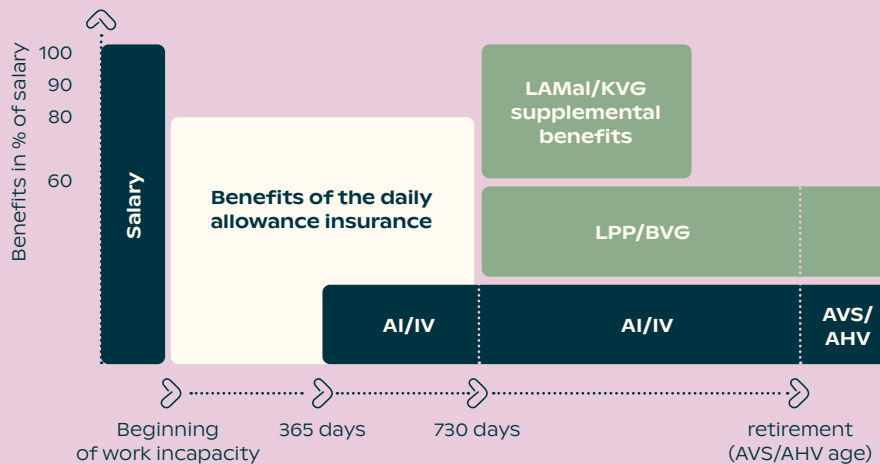 Benefits in % of salary
100
90
80
60
Salary
Benefits of the daily
allowance insurance
LAMal/KVG
supplemental
benefits
LPP/BVG
AI/IV
AI/IV
AVS/
AHV
Beginning
of work incapacity
365 days
730 days
retirement
(AVS/AHV age)